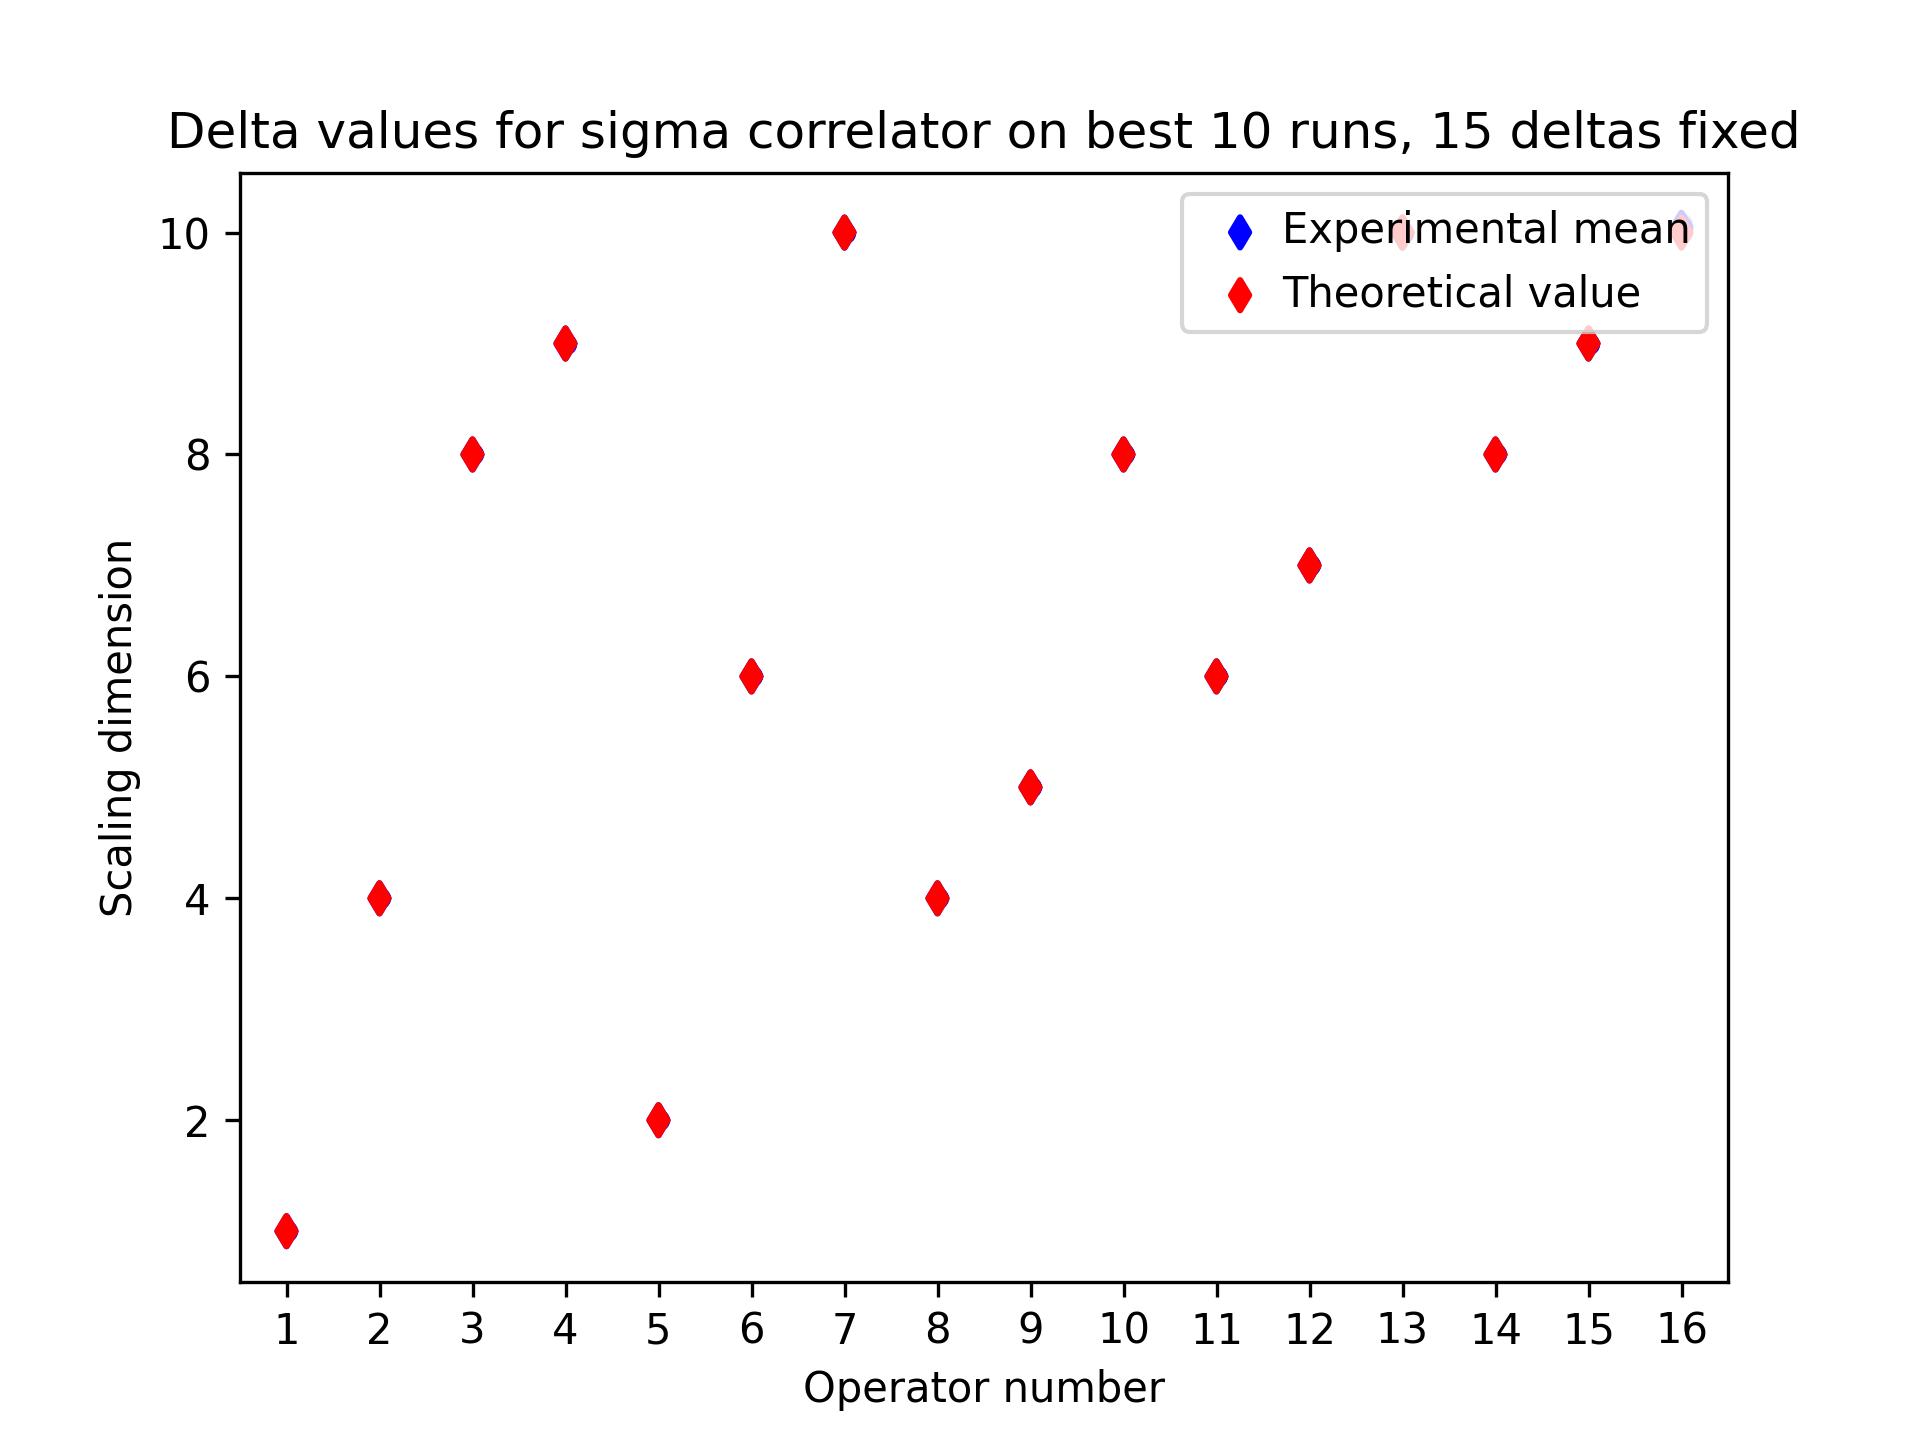 Delta values for sigma correlator on best 10 runs, 15 deltas fixed
Experimental mean
Theoretical value
10
8
6
4
2
Scaling dimension
1 2 3 4 5 6 7 8 9 10 11 12 13 14 15 16
Operator number